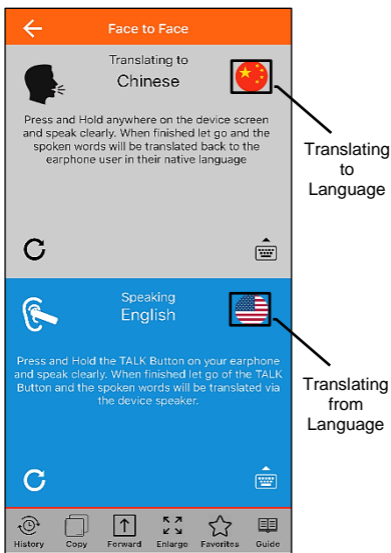 Face to Face
Translating to
Chinese
Press and Hold anywhere on the device screen
and speak clearly. When finished let go and the
spoken words will be translated back to the
earphone user in their native language
Translating
to
Language
Speaking
English
Press and Hold the TALK Button on your earphone
and speak clearly. When finished let go of the TALK
Button and the spoken words will be translated via
the device speaker.
Translating
from
Language
History Copy Forward Enlarge Favorites Guide